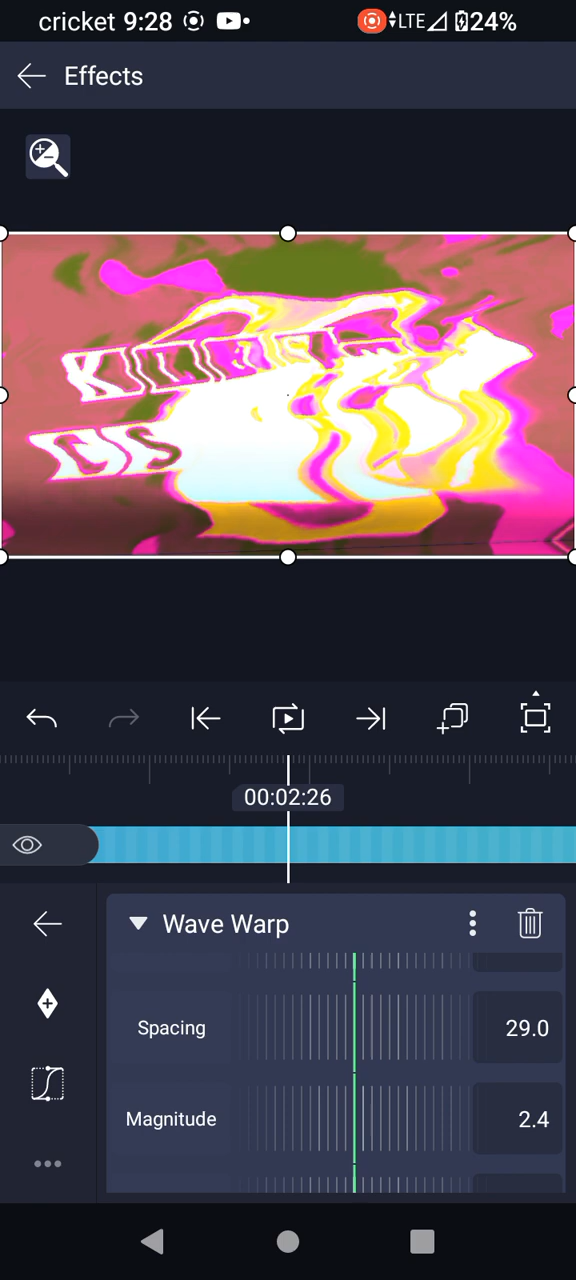 cricket 9:28
LTE 24%
Effects
00:02:26
Wave Warp
Spacing
29.0
Magnitude
2.4